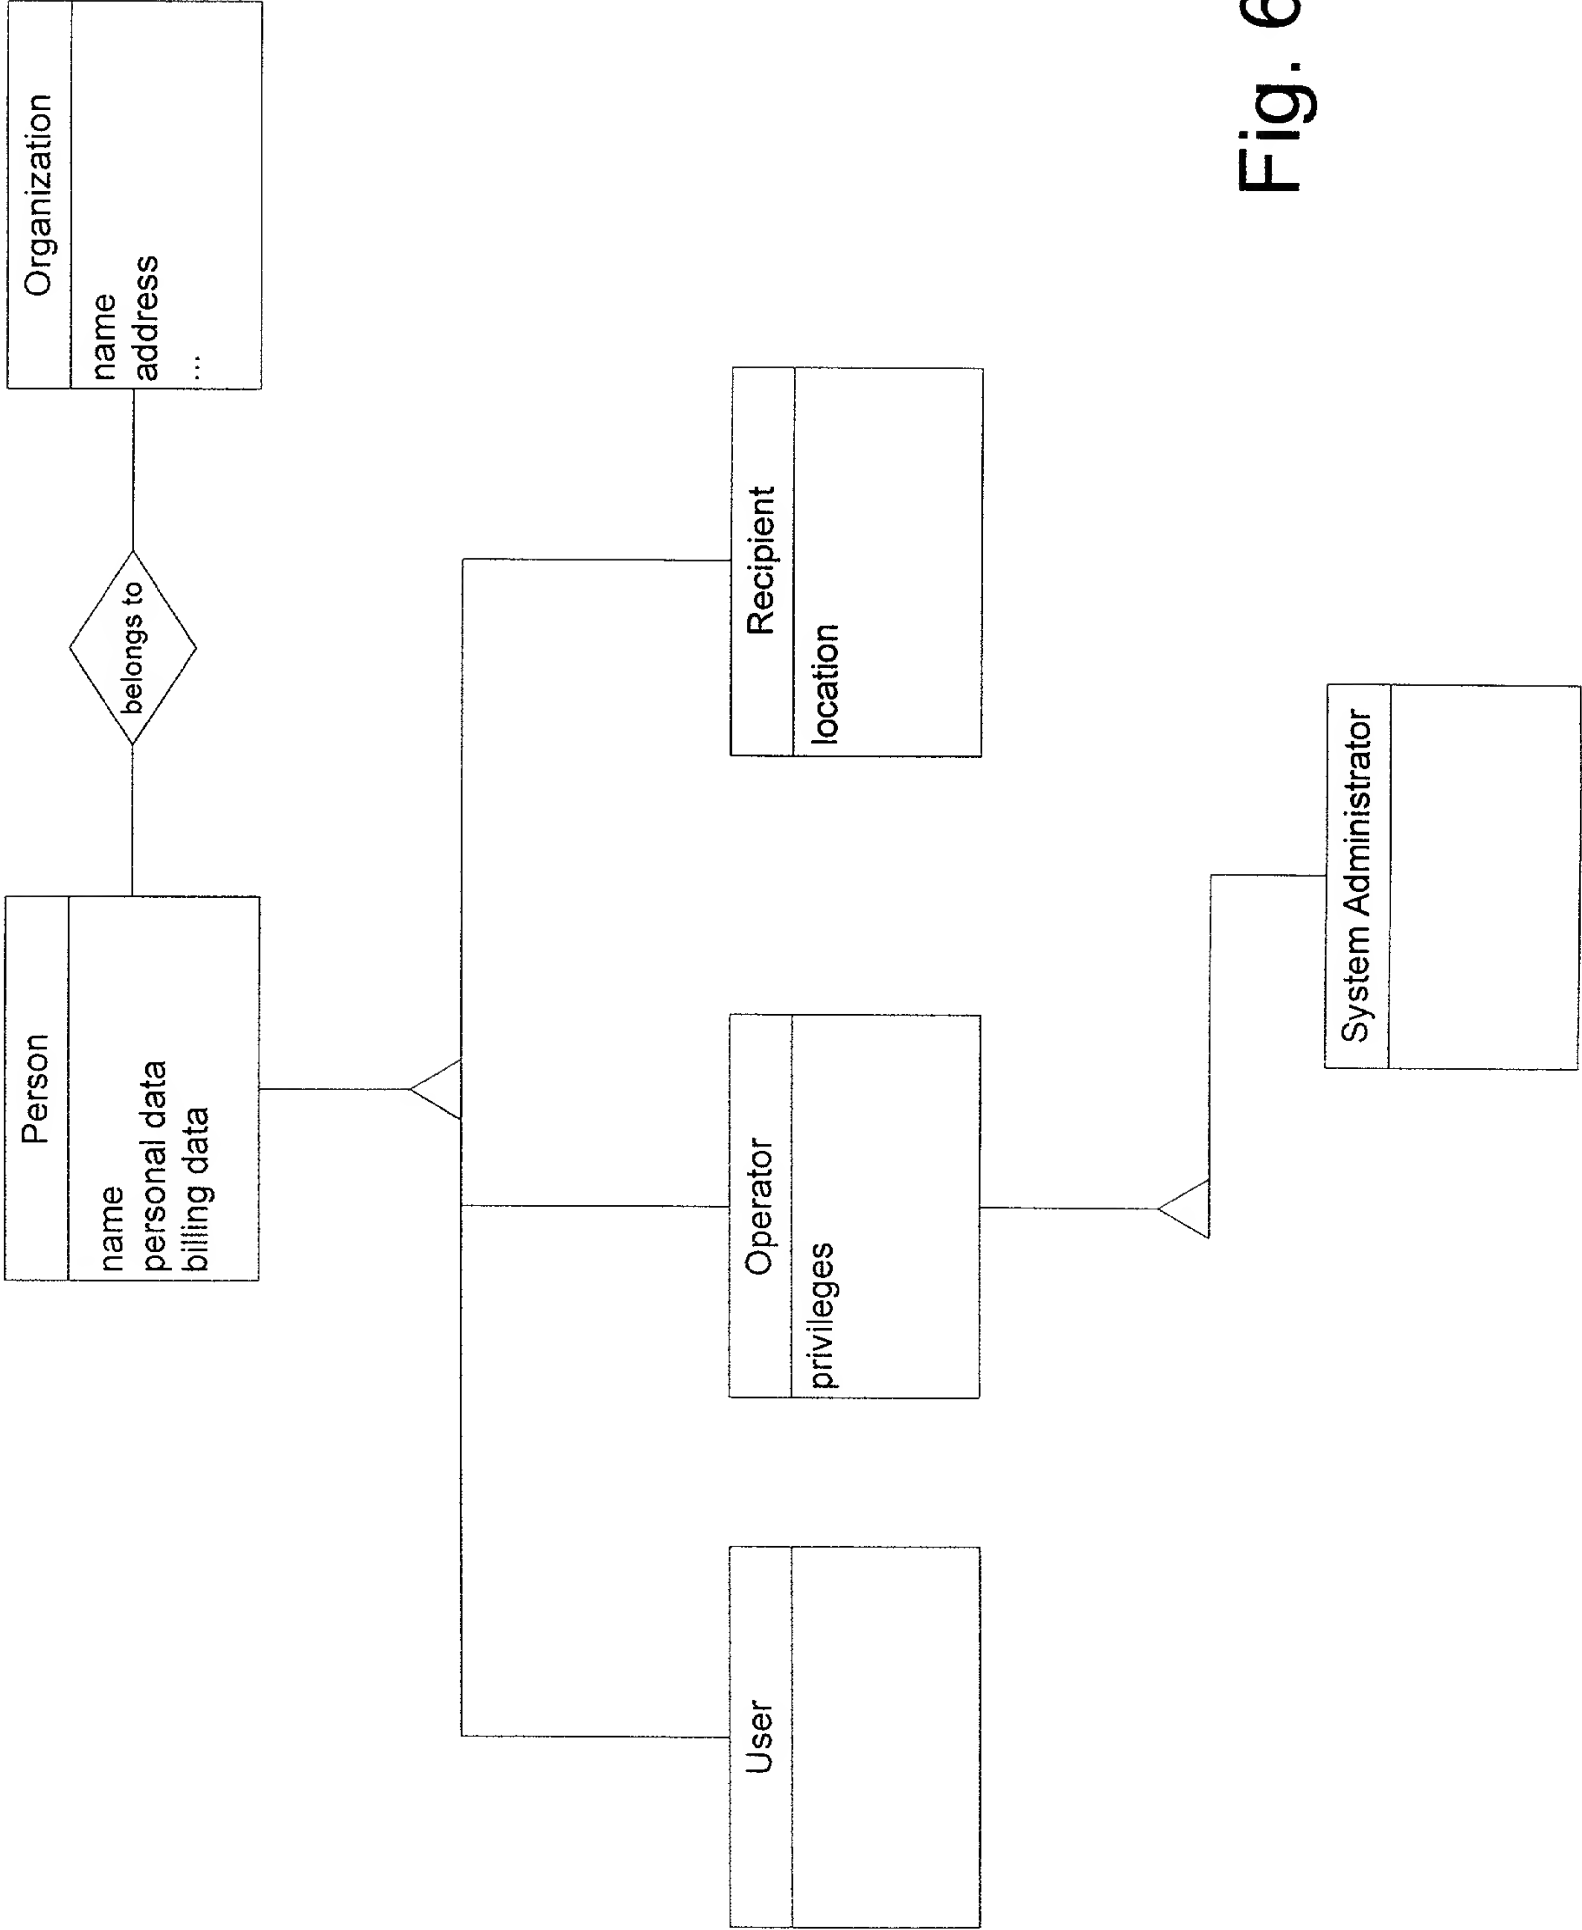 Person
name
personal data
billing data
belongs to
Organization
name
address
...
User
Operator
privileges
Recipient
location
System Administrator
Fig. 6